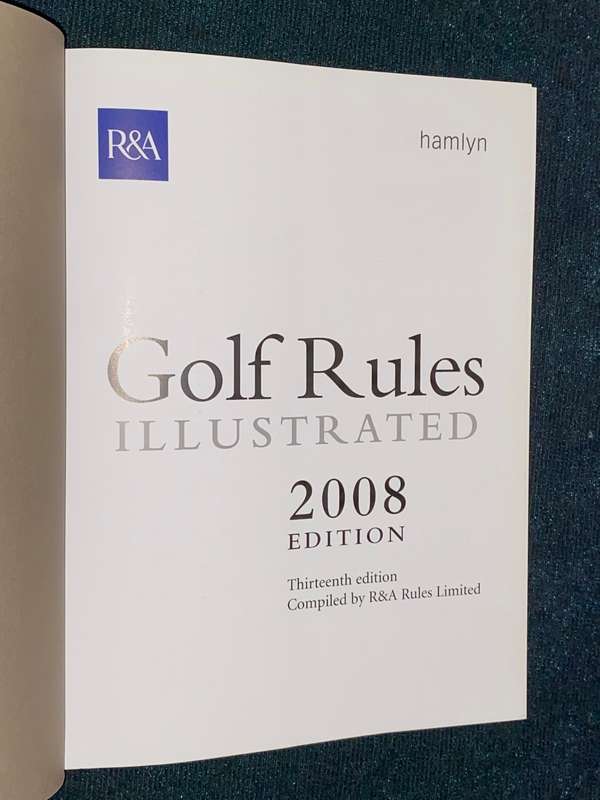 R&A
hamlyn
Golf Rules
ILLUSTRATED
2008
EDITION
Thirteenth edition
Compiled by R&A Rules Limited